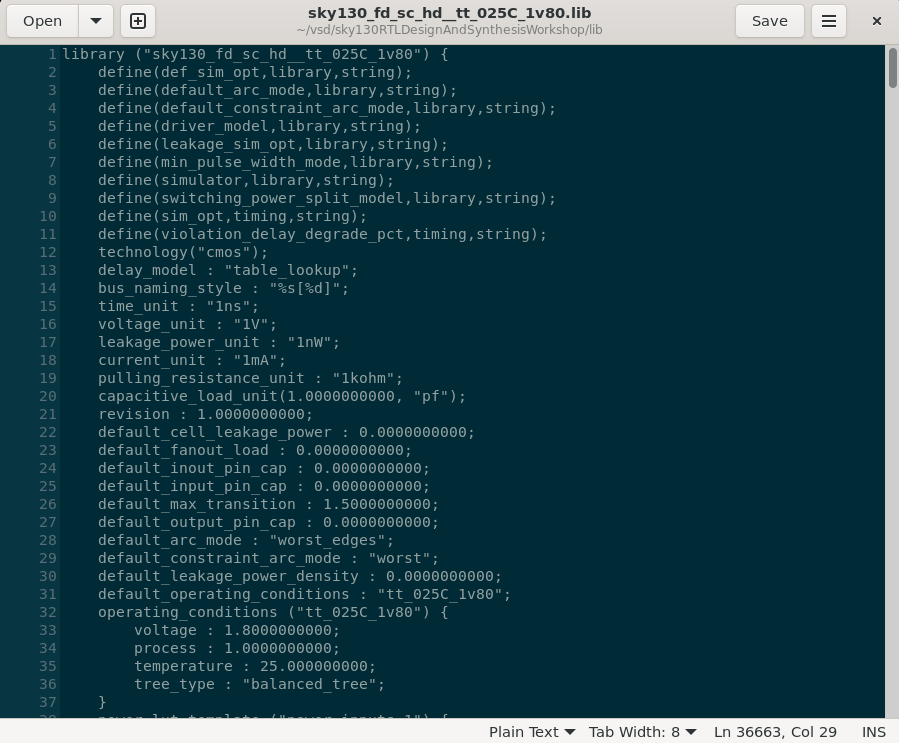 Open
sky130_fd_sc_hd__tt_025C_1v80.lib
~/vsd/sky130RTLDesignAndSynthesisWorkshop/lib
Save
1 library ("sky130_fd_sc_hd__tt_025C_1v80") {
2     define(def_sim_opt,library,string);
3     define(default_arc_mode,library,string);
4     define(default_constraint_arc_mode,library,string);
5     define(driver_model,library,string);
6     define(leakage_sim_opt,library,string);
7     define(min_pulse_width_mode,library,string);
8     define(simulator,library,string);
9     define(switching_power_split_model,library,string);
10     define(sim_opt,timing,string);
11     define(violation_delay_degrade_pct,timing,string);
12     technology("cmos");
13     delay_model : "table_lookup";
14     bus_naming_style : "%s[%d]";
15     time_unit : "1ns";
16     voltage_unit : "1V";
17     leakage_power_unit : "1nW";
18     current_unit : "1mA";
19     pulling_resistance_unit : "1kohm";
20     capacitive_load_unit(1.0000000000, "pf");
21     revision : 1.0000000000;
22     default_cell_leakage_power : 0.0000000000;
23     default_fanout_load : 0.0000000000;
24     default_inout_pin_cap : 0.0000000000;
25     default_input_pin_cap : 0.0000000000;
26     default_max_transition : 1.5000000000;
27     default_output_pin_cap : 0.0000000000;
28     default_arc_mode : "worst_edges";
29     default_constraint_arc_mode : "worst";
30     default_leakage_power_density : 0.0000000000;
31     default_operating_conditions : "tt_025C_1v80";
32     operating_conditions ("tt_025C_1v80") {
33         voltage : 1.8000000000;
34         process : 1.0000000000;
35         temperature : 25.000000000;
36         tree_type : "balanced_tree";
37     }
Plain Text Tab Width: 8 Ln 36663, Col 29 INS